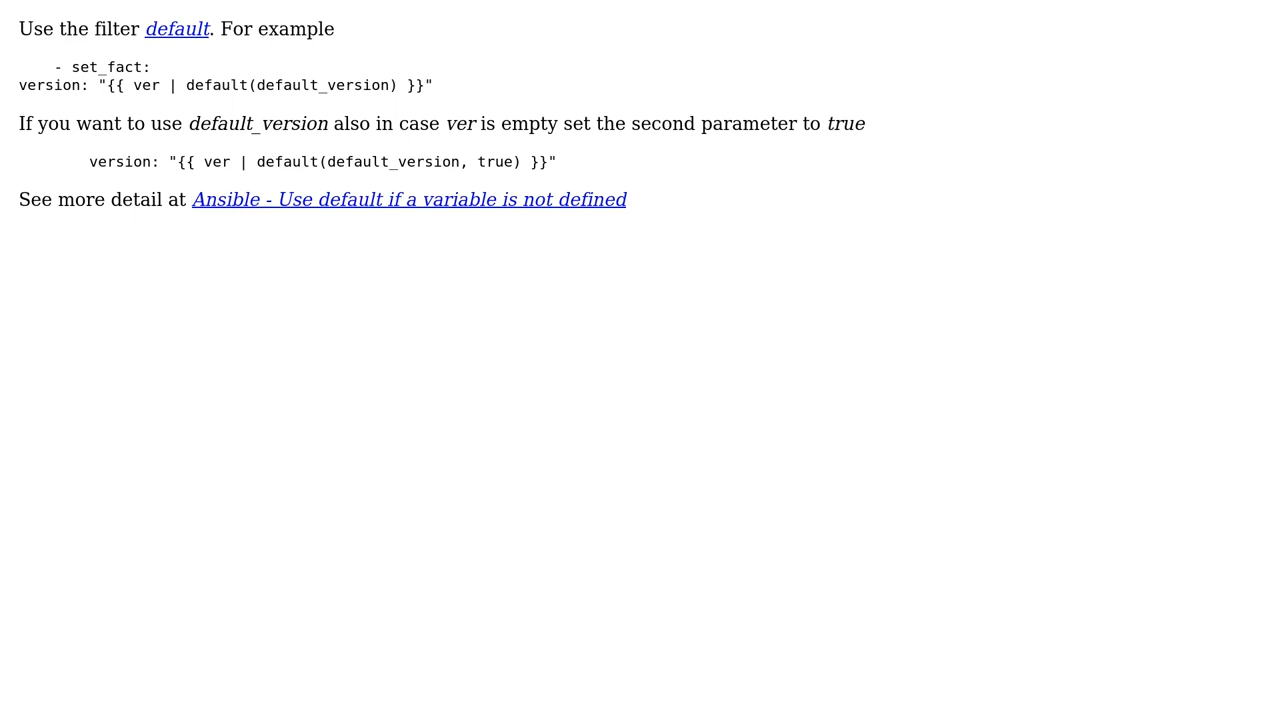 Use the filter default. For example
    - set_fact:
version: "{{ ver | default(default_version) }}"
If you want to use default_version also in case ver is empty set the second parameter to true
        version: "{{ ver | default(default_version, true) }}"
See more detail at Ansible - Use default if a variable is not defined